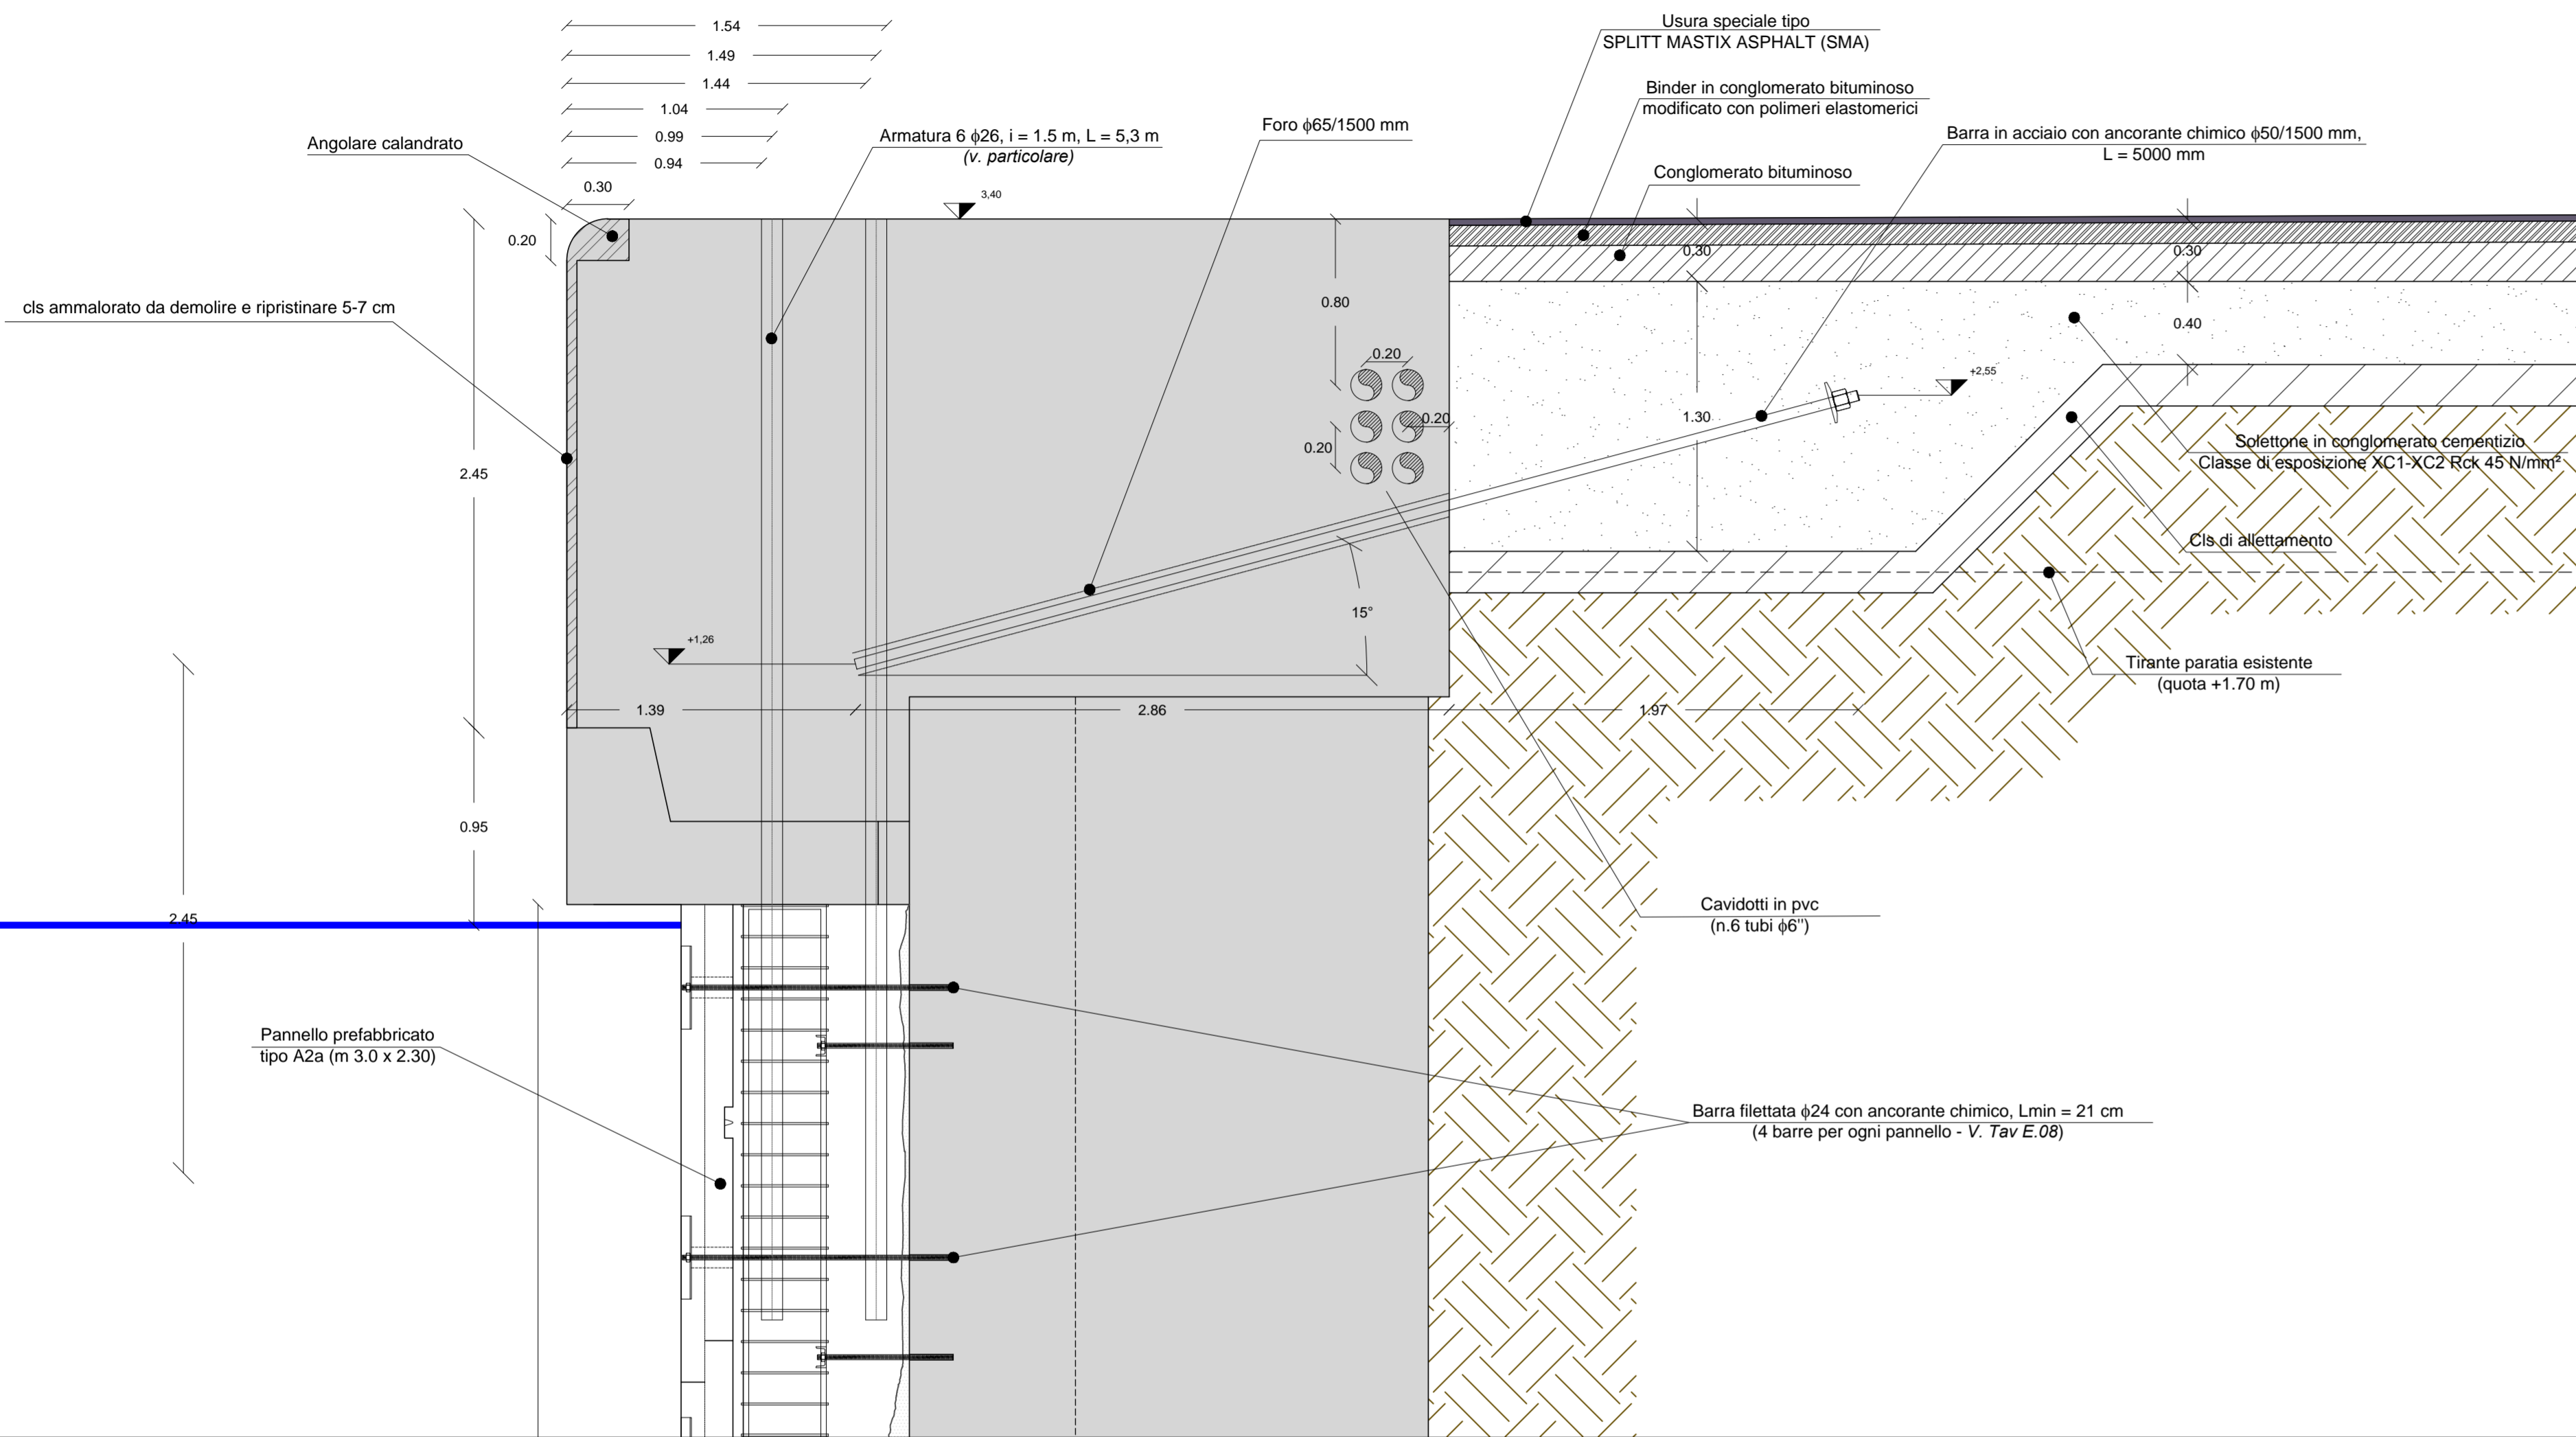 1.54
1.49
1.44
1.04
0.99
0.94
0.30
0.20
Angolare calandrato
Armatura 6 ϕ26, i = 1.5 m, L = 5,3 m
(v. particolare)
Foro ϕ65/1500 mm
Usura speciale tipo
SPLITT MASTIX ASPHALT (SMA)
Binder in conglomerato bituminoso
modificato con polimeri elastomerici
Conglomerato bituminoso
Barra in acciaio con ancorante chimico ϕ50/1500 mm,
L = 5000 mm
3,40
0.30
0.30
cls ammalorato da demolire e ripristinare 5-7 cm
0.80
0.40
0.20
+2,55
0.20
1.30
0.20
2.45
Solettone in conglomerato cementizio
Classe di esposizione XC1-XC2 Rck 45 N/mm²
Cls di allettamento
15°
+1,26
Tirante paratia esistente
(quota +1.70 m)
1.39
2.86
1.97
0.95
2.45
Cavidotti in pvc
(n.6 tubi ϕ6")
Pannello prefabbricato
tipo A2a (m 3.0 x 2.30)
Barra filettata ϕ24 con ancorante chimico, Lmin = 21 cm
(4 barre per ogni pannello - V. Tav E.08)